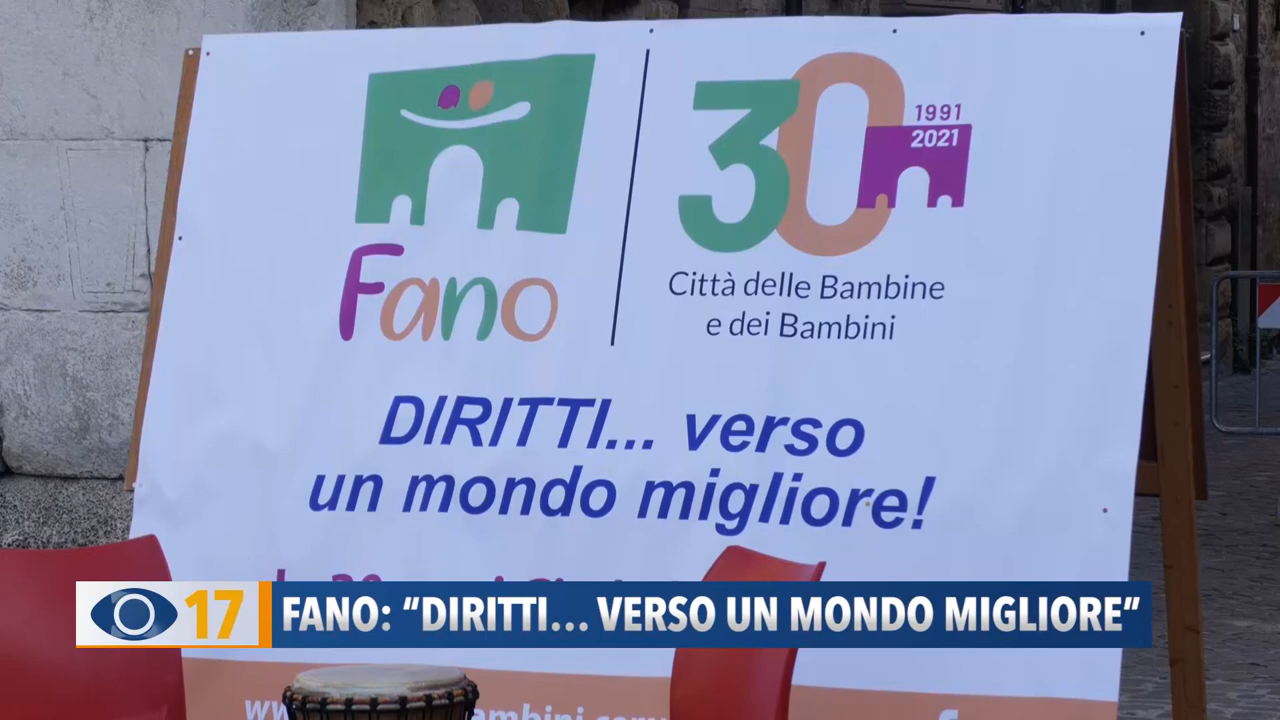 1991
2021
30
Fano
Città delle Bambine
e dei Bambini
DIRITTI... verso
un mondo migliore!
17
FANO: “DIRITTI... VERSO UN MONDO MIGLIORE”